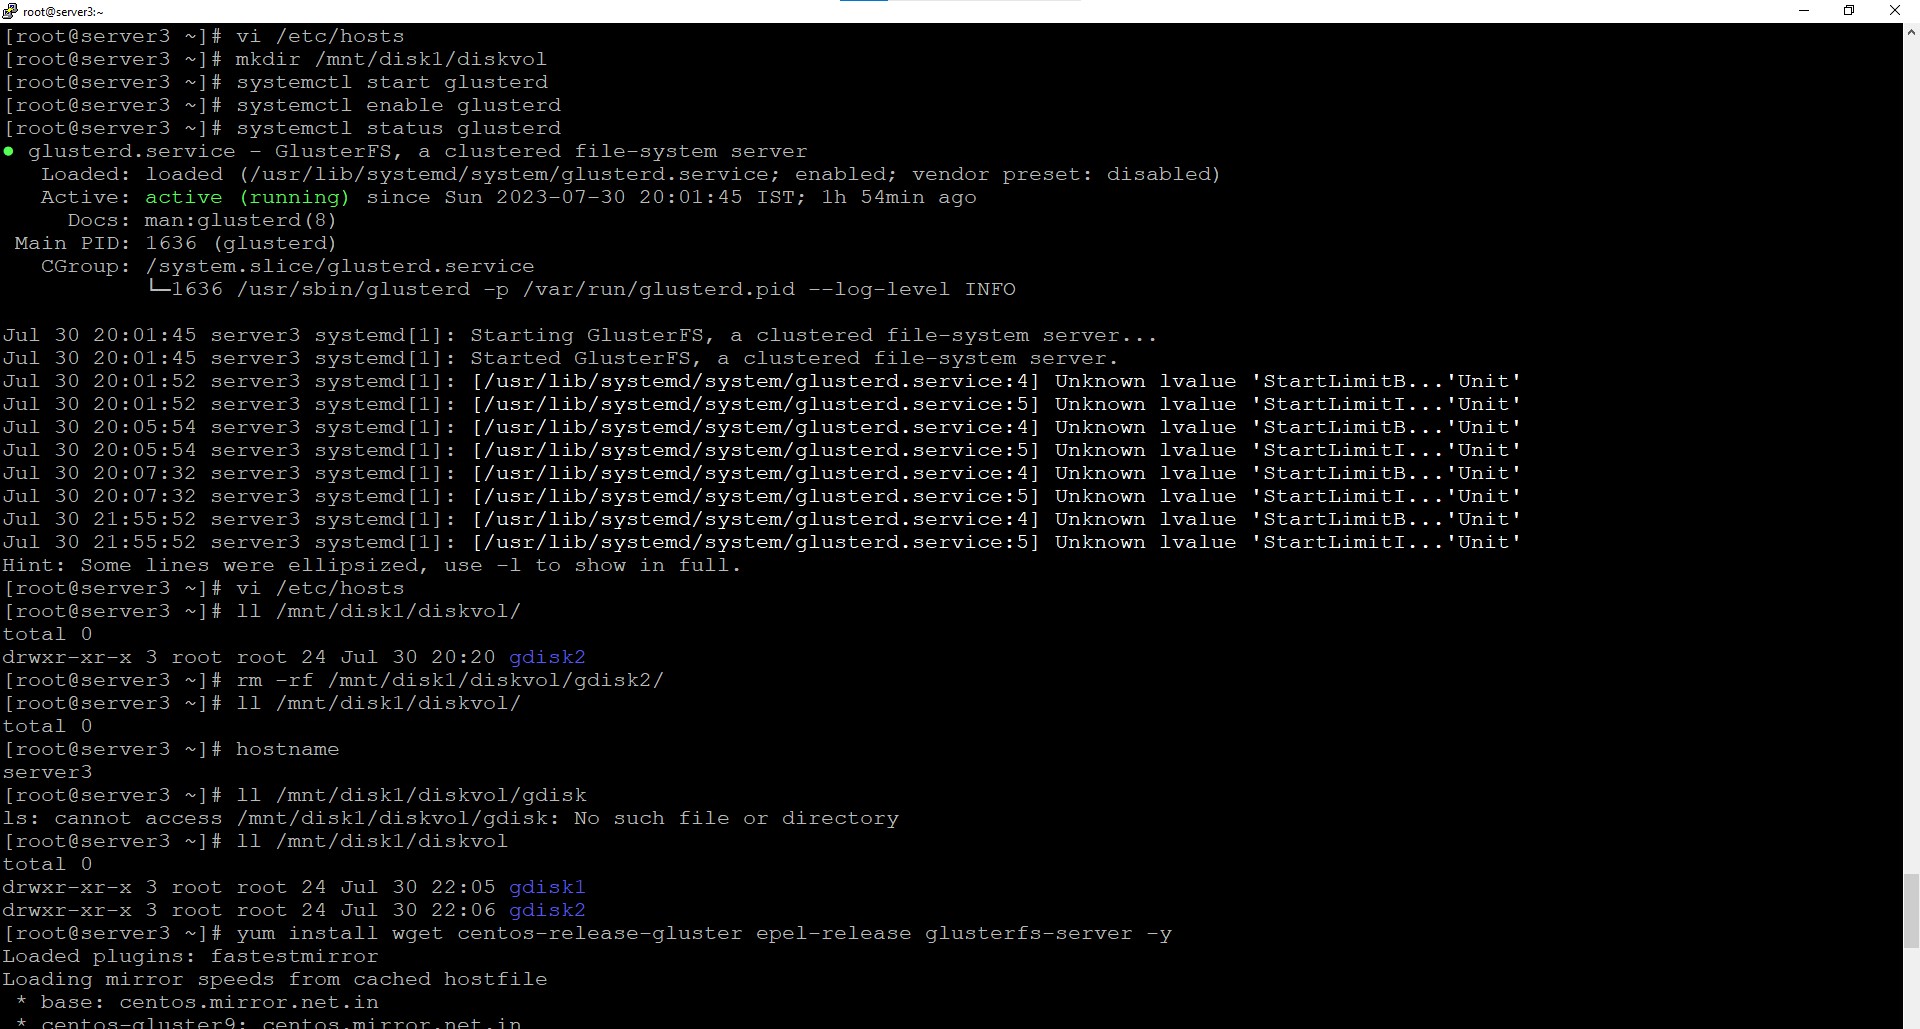 root@server3:~
[root@server3 ~]# vi /etc/hosts
[root@server3 ~]# mkdir /mnt/disk1/diskvol
[root@server3 ~]# systemctl start glusterd
[root@server3 ~]# systemctl enable glusterd
[root@server3 ~]# systemctl status glusterd
● glusterd.service - GlusterFS, a clustered file-system server
   Loaded: loaded (/usr/lib/systemd/system/glusterd.service; enabled; vendor preset: disabled)
   Active: active (running) since Sun 2023-07-30 20:01:45 IST; 1h 54min ago
     Docs: man:glusterd(8)
 Main PID: 1636 (glusterd)
   CGroup: /system.slice/glusterd.service
           └─1636 /usr/sbin/glusterd -p /var/run/glusterd.pid --log-level INFO

Jul 30 20:01:45 server3 systemd[1]: Starting GlusterFS, a clustered file-system server...
Jul 30 20:01:45 server3 systemd[1]: Started GlusterFS, a clustered file-system server.
Jul 30 20:01:52 server3 systemd[1]: [/usr/lib/systemd/system/glusterd.service:4] Unknown lvalue 'StartLimitB...'Unit'
Jul 30 20:01:52 server3 systemd[1]: [/usr/lib/systemd/system/glusterd.service:5] Unknown lvalue 'StartLimitI...'Unit'
Jul 30 20:05:54 server3 systemd[1]: [/usr/lib/systemd/system/glusterd.service:4] Unknown lvalue 'StartLimitB...'Unit'
Jul 30 20:05:54 server3 systemd[1]: [/usr/lib/systemd/system/glusterd.service:5] Unknown lvalue 'StartLimitI...'Unit'
Jul 30 20:07:32 server3 systemd[1]: [/usr/lib/systemd/system/glusterd.service:4] Unknown lvalue 'StartLimitB...'Unit'
Jul 30 20:07:32 server3 systemd[1]: [/usr/lib/systemd/system/glusterd.service:5] Unknown lvalue 'StartLimitI...'Unit'
Jul 30 21:55:52 server3 systemd[1]: [/usr/lib/systemd/system/glusterd.service:4] Unknown lvalue 'StartLimitB...'Unit'
Jul 30 21:55:52 server3 systemd[1]: [/usr/lib/systemd/system/glusterd.service:5] Unknown lvalue 'StartLimitI...'Unit'
Hint: Some lines were ellipsized, use -l to show in full.
[root@server3 ~]# vi /etc/hosts
[root@server3 ~]# ll /mnt/disk1/diskvol/
total 0
drwxr-xr-x 3 root root 24 Jul 30 20:20 gdisk2
[root@server3 ~]# rm -rf /mnt/disk1/diskvol/gdisk2/
[root@server3 ~]# ll /mnt/disk1/diskvol/
total 0
[root@server3 ~]# hostname
server3
[root@server3 ~]# ll /mnt/disk1/diskvol/gdisk
ls: cannot access /mnt/disk1/diskvol/gdisk: No such file or directory
[root@server3 ~]# ll /mnt/disk1/diskvol
total 0
drwxr-xr-x 3 root root 24 Jul 30 22:05 gdisk1
drwxr-xr-x 3 root root 24 Jul 30 22:06 gdisk2
[root@server3 ~]# yum install wget centos-release-gluster epel-release glusterfs-server -y
Loaded plugins: fastestmirror
Loading mirror speeds from cached hostfile
 * base: centos.mirror.net.in
 * centos-gluster9: centos.mirror.net.in